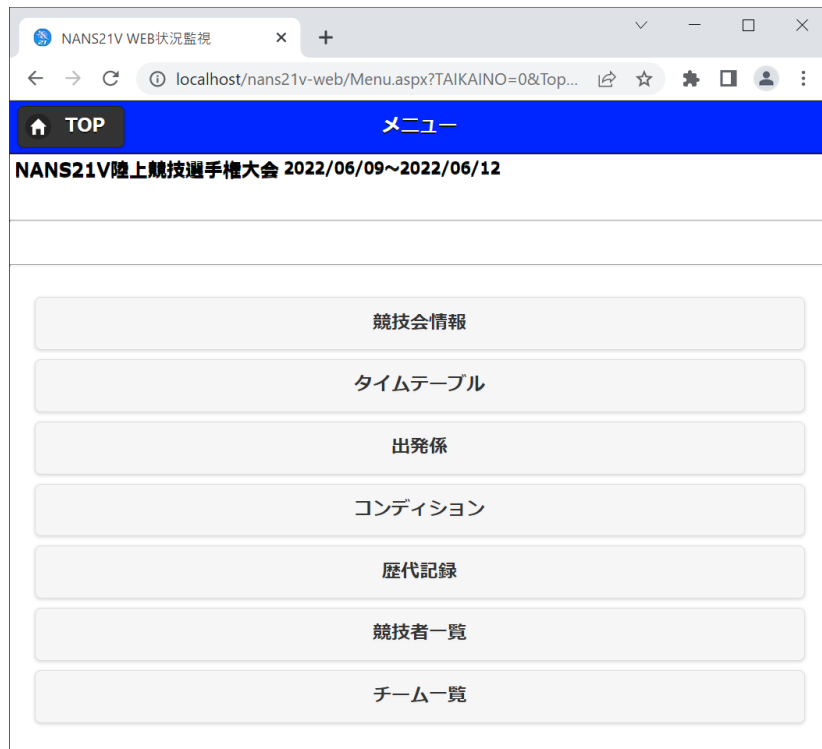 NANS21V WEB状況監視
localhost/nans21v-web/Menu.aspx?TAIKAINO=0&Top...
TOP
メニュー
NANS21V陸上競技選手権大会 2022/06/09～2022/06/12
競技会情報
タイムテーブル
出発係
コンディション
歴代記録
競技者一覧
チーム一覧